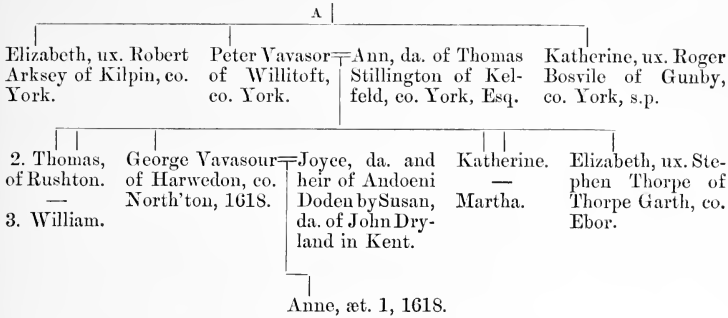 A
Elizabeth, ux. Robert
Arksey of Kilpin, co.
York.
Peter Vavasor
of Willitoft,
co. York.
Ann, da. of Thomas
Stillington of Kel-
feld, co. York, Esq.
Katherine, ux. Roger
Bosvile of Gunby,
co. York, s.p.
2. Thomas,
of Rushton.
—
3. William.
George Vavasour
of Harwedon, co.
North'ton, 1618.
Joyce, da. and
heir of Andoeni
Doden by Susan,
da. of John Dry-
land in Kent.
Katherine.
—
Martha.
Elizabeth, ux. Ste-
phen Thorpe of
Thorpe Garth, co.
Ebor.
Anne, æt. 1, 1618.